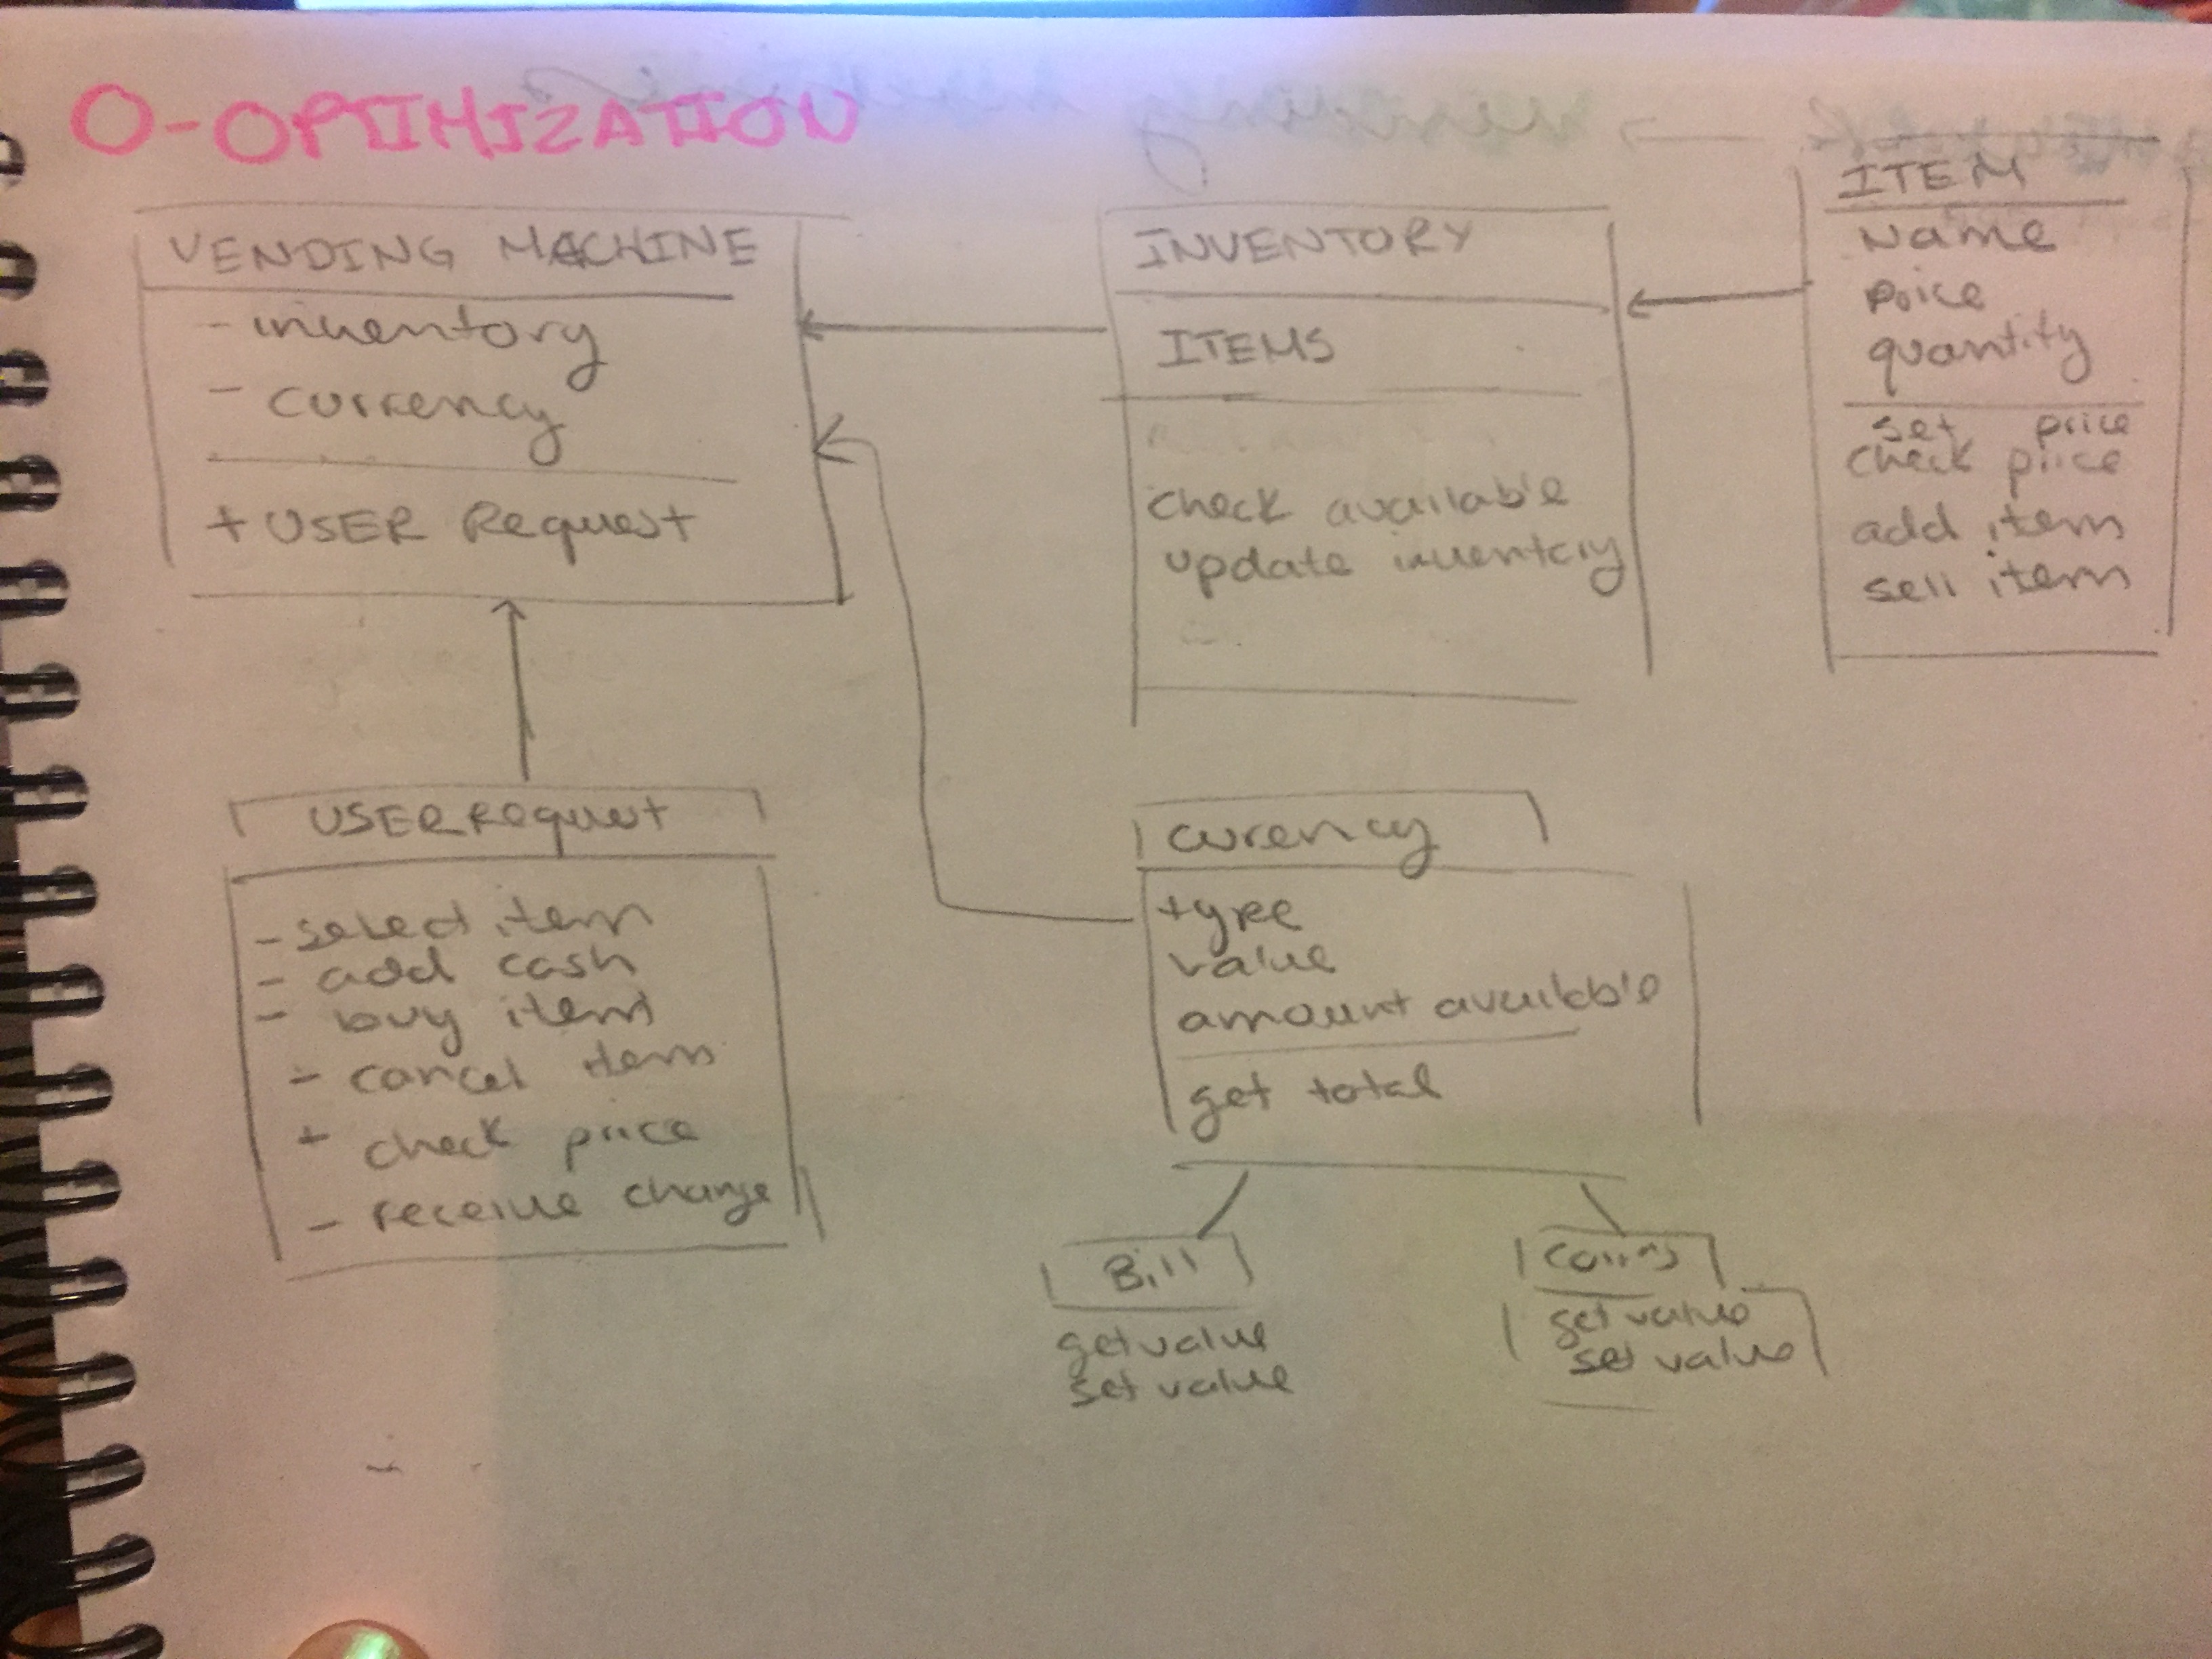 O-OPTIMIZATION
VENDING MACHINE
- inventory
- currency
+ USER Request
INVENTORY
ITEMS
check available
update inventory
ITEM
Name
price
quantity
set price
check price
add item
sell item
USER Request
- select item
- add cash
- buy item
- cancel item
+ check price
- receive change
curency
type
value
amount available
get total
Bill
get value
set value
Coins
get value
set value